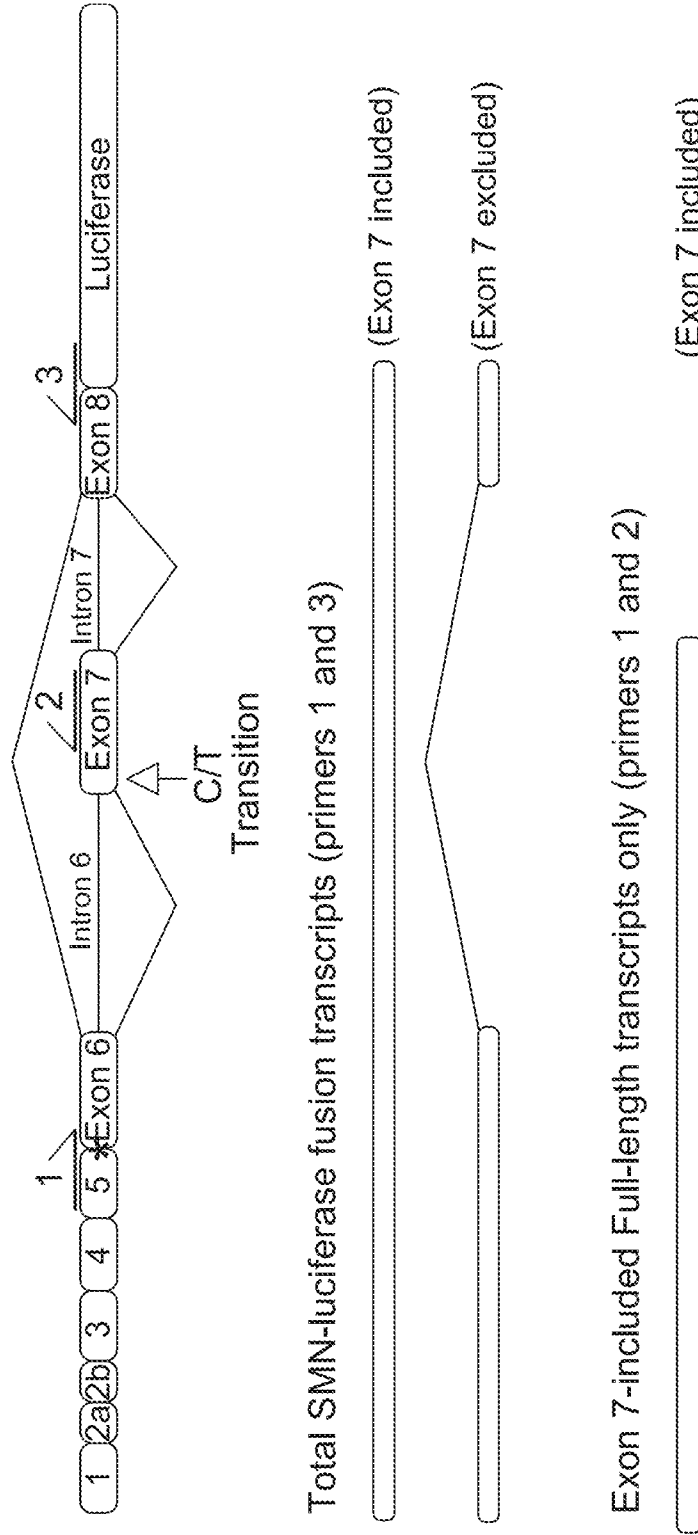 1
2
3
1 2a 2b 3 4 5 * Exon 6 Intron 6 Exon 7 Intron 7 Exon 8 Luciferase
C/T
Transition
Total SMN-luciferase fusion transcripts (primers 1 and 3)
(Exon 7 included)
(Exon 7 excluded)
Exon 7-included Full-length transcripts only (primers 1 and 2)
(Exon 7 included)